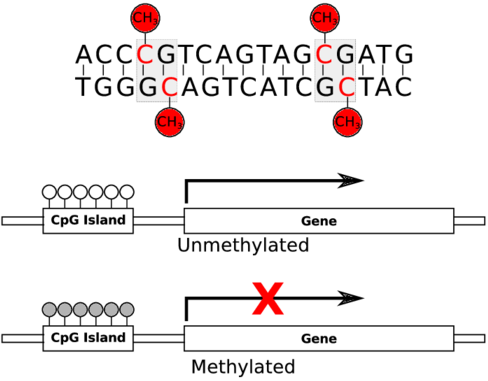 CH3 CH3
ACCCGTCAGTAGCGATG
TGGGCAGTCATCGCTAC
CH3 CH3
CpG Island Gene
Unmethylated
X
CpG Island Gene
Methylated